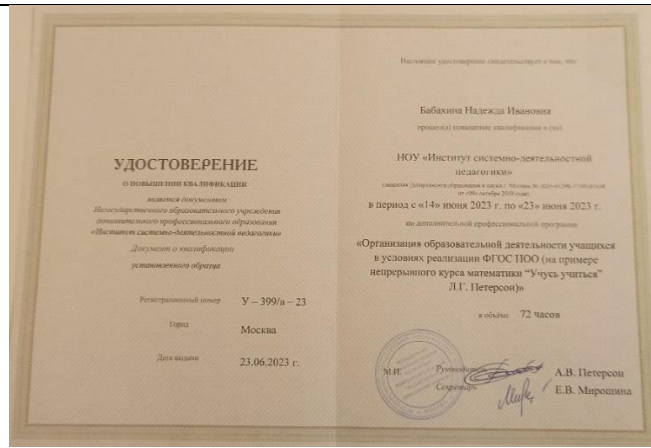 УДОСТОВЕРЕНИЕ
О ПОВЫШЕНИИ КВАЛИФИКАЦИИ
является документом
Негосударственного образовательного учреждения
дополнительного профессионального образования
«Институт системно-деятельностной педагогики»
Документ о квалификации
установленного образца
Регистрационный номер У – 399/в – 23
Город Москва
Дата выдачи 23.06.2023 г.
Настоящее удостоверение свидетельствует о том, что
Бабахина Надежда Ивановна
прошел(а) повышение квалификации в (на)
НОУ «Институт системно-деятельностной
педагогики»
в период с «14» июня 2023 г. по «23» июня 2023 г.
по дополнительной профессиональной программе
«Организация образовательной деятельности учащихся
в условиях реализации ФГОС НОО (на примере
непрерывного курса математики “Учусь учиться”
Л.Г. Петерсон)»
в объёме 72 часов
М.П. Руководитель А.В. Петерсон
Секретарь Е.В. Мирошина